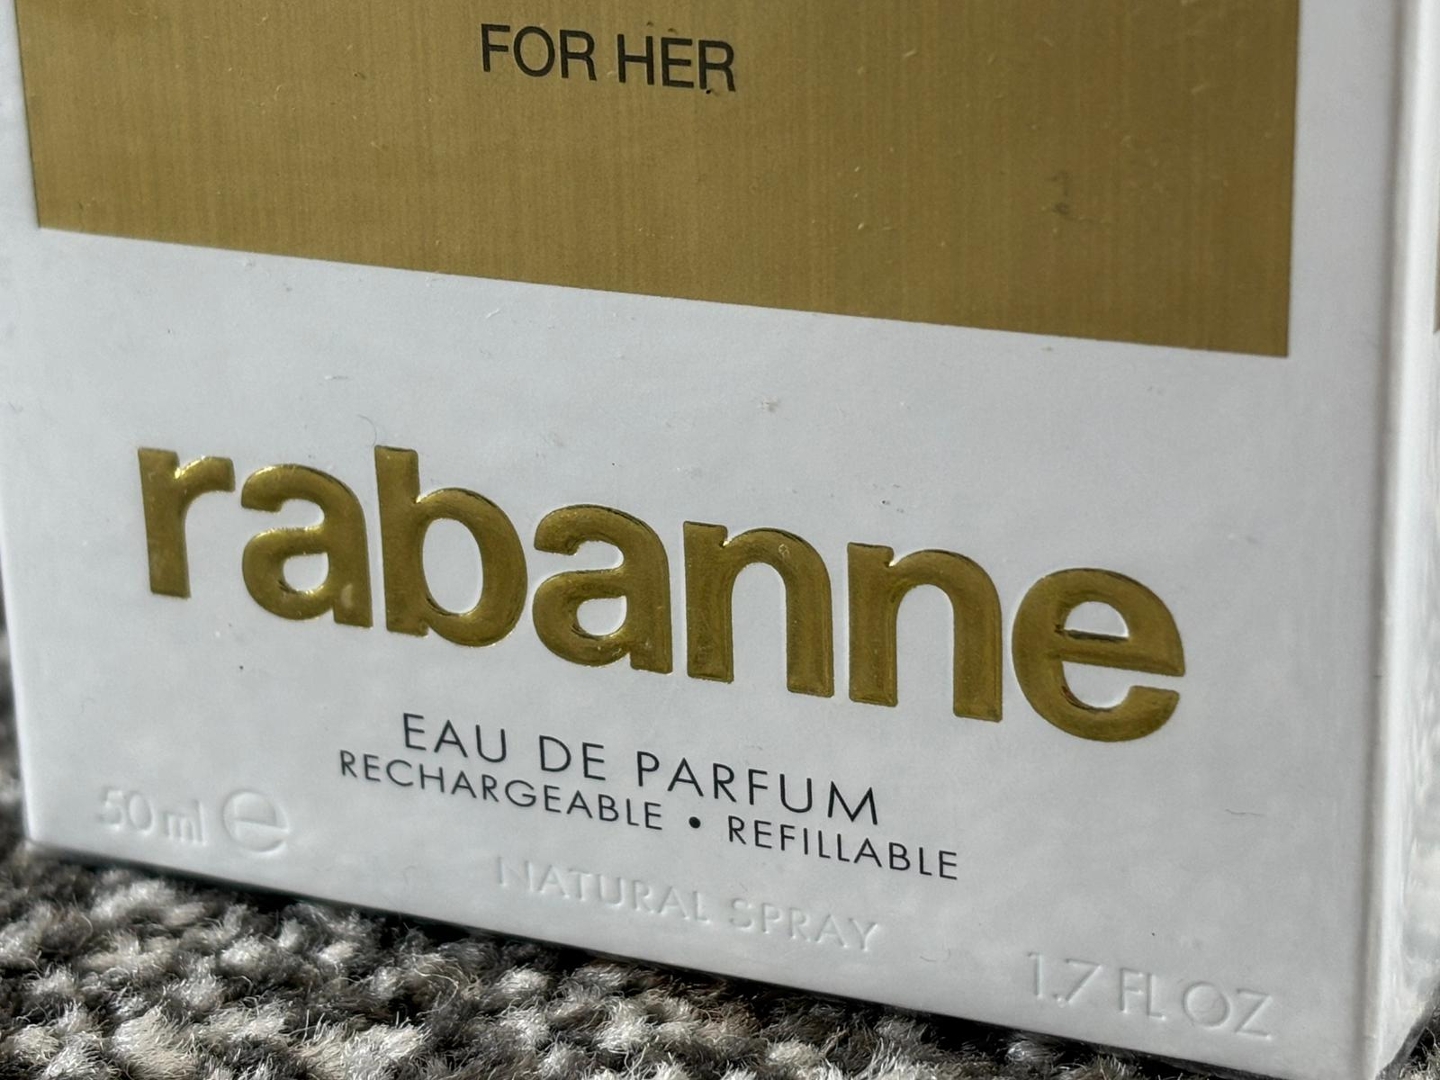 FOR HER
rabanne
EAU DE PARFUM
RECHARGEABLE • REFILLABLE
50 ml ℮
NATURAL SPRAY
1.7 FL OZ